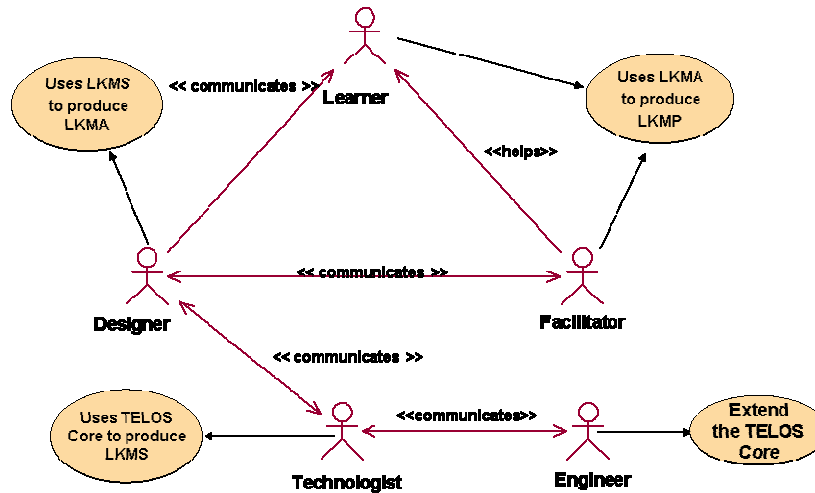 Uses LKMS
to produce
LKMA
<< communicates >>
Learner
Uses LKMA
to produce
LKMP
<<helps>>
<< communicates >>
Designer
Facilitator
<< communicates >>
Uses TELOS
Core to produce
LKMS
<<communicates>>
Extend
the TELOS
Core
Technologist
Engineer